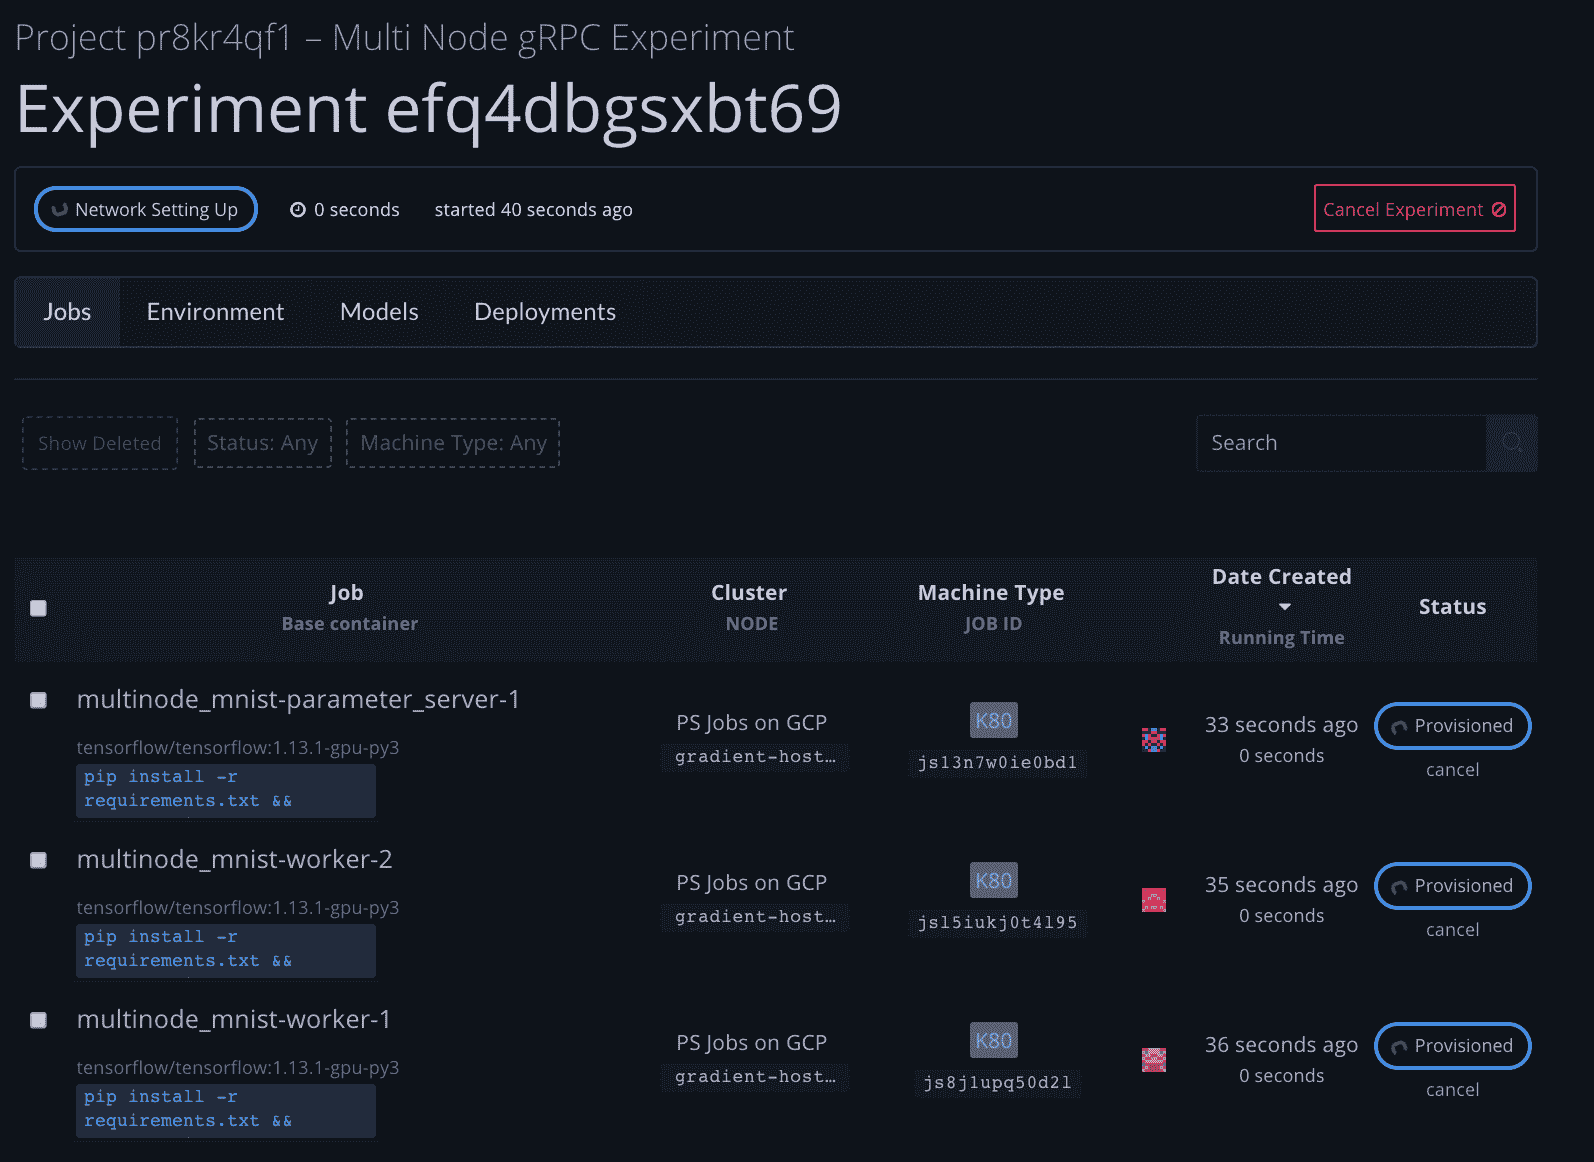 Project pr8kr4qf1 – Multi Node gRPC Experiment
Experiment efq4dbgsxbt69
Network Setting Up 0 seconds started 40 seconds ago Cancel Experiment
Jobs Environment Models Deployments
Show Deleted Status: Any Machine Type: Any Search
Job Cluster Machine Type Date Created Status
Base container NODE JOB ID Running Time
multinode_mnist-parameter_server-1
PS Jobs on GCP K80 33 seconds ago Provisioned
tensorflow/tensorflow:1.13.1-gpu-py3 gradient-host… jsl3n7w0ie0bd1 0 seconds cancel
pip install -r
requirements.txt &&
multinode_mnist-worker-2
PS Jobs on GCP K80 35 seconds ago Provisioned
tensorflow/tensorflow:1.13.1-gpu-py3 gradient-host… jsl5iukj0t4l95 0 seconds cancel
pip install -r
requirements.txt &&
multinode_mnist-worker-1
PS Jobs on GCP K80 36 seconds ago Provisioned
tensorflow/tensorflow:1.13.1-gpu-py3 gradient-host… js8j1upq50d2l 0 seconds cancel
pip install -r
requirements.txt &&